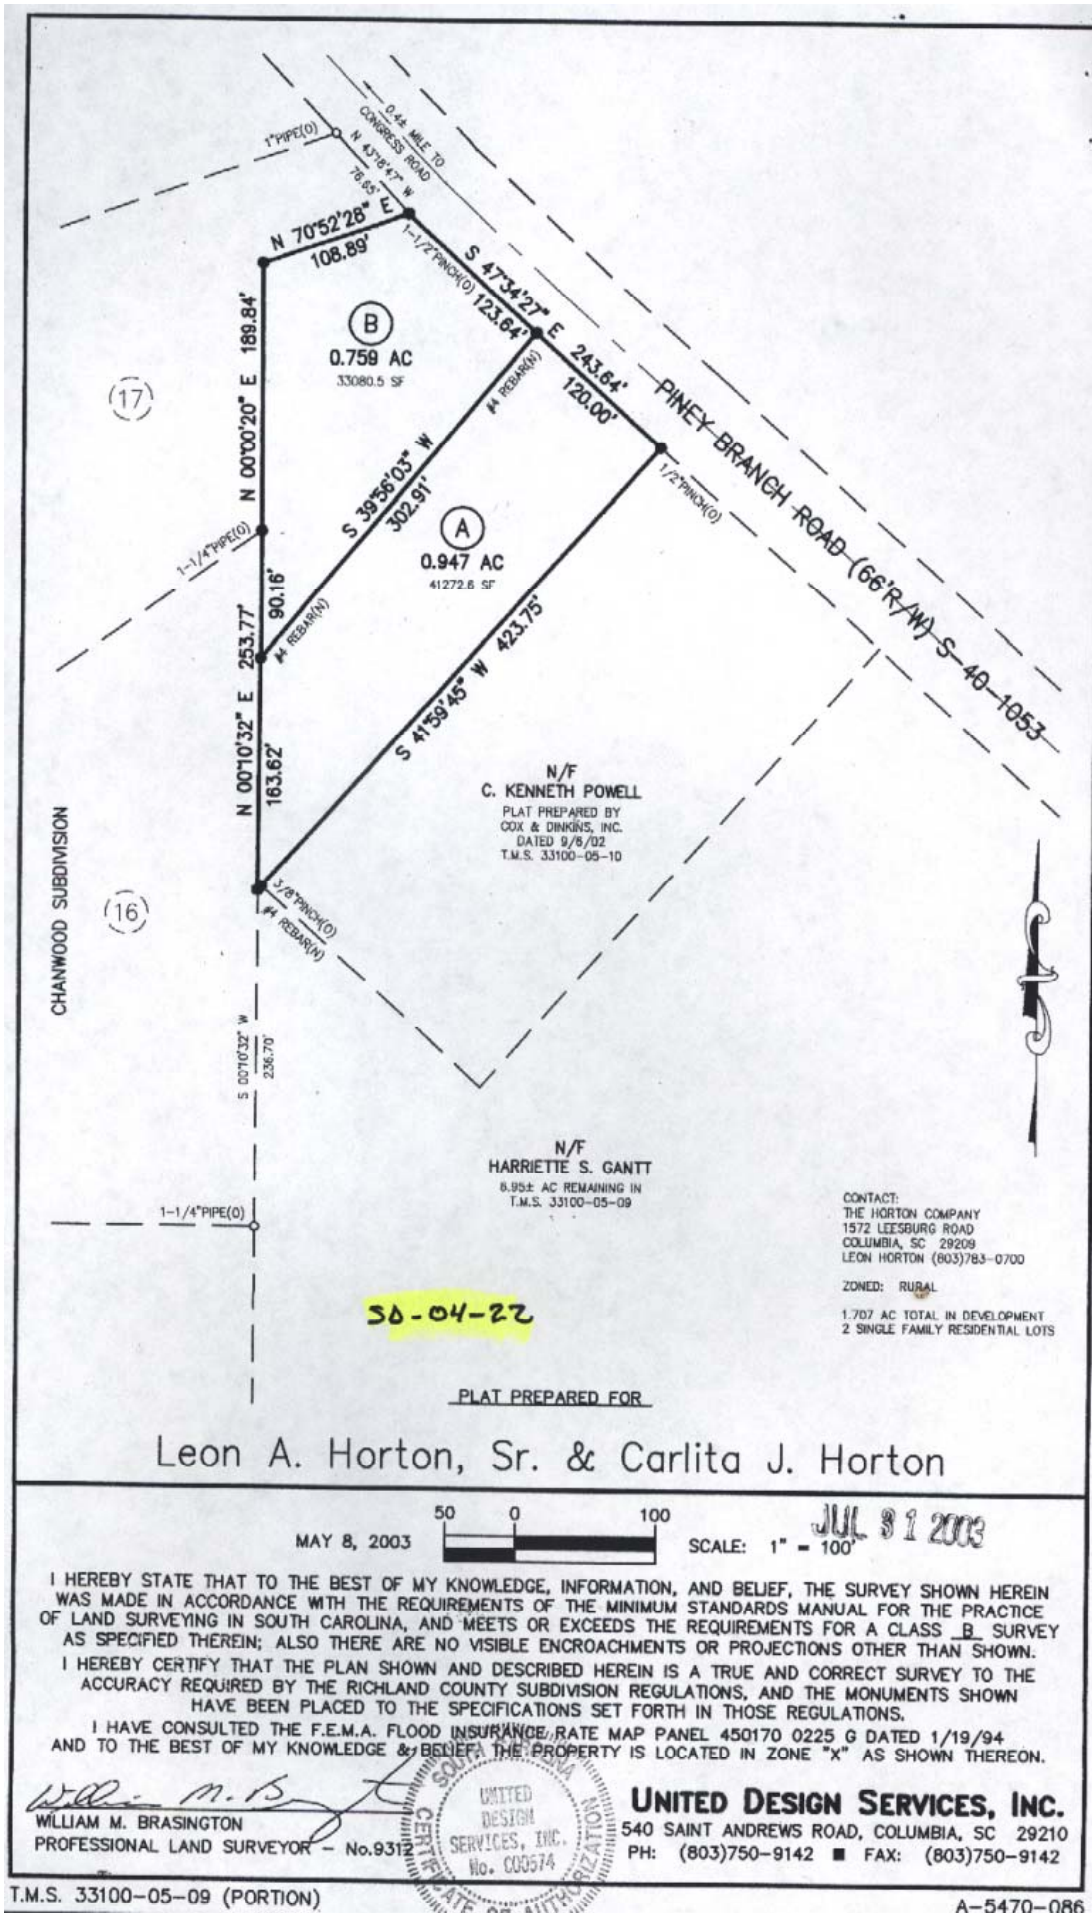 0.4± MILE TO
CONGRESS ROAD
1"PIPE(O)
N 43°18'47" W
76.65'
N 70°52'28" E
108.89'
1-1/2"PINCH(O)
S 47°34'27" E 243.64'
123.64'
120.00'
B
0.759 AC
33080.5 SF
17
N 00°00'20" E 189.84'
#4 REBAR(N)
PINEY BRANCH ROAD (66'R/W) S-40-1053
S 39°56'03" W
302.91'
A
0.947 AC
41272.6 SF
1/2"PINCH(O)
1-1/4"PIPE(O)
90.16'
#4 REBAR(N)
N 00°10'32" E 253.77'
163.62'
S 41°59'45" W 423.75'
N/F
C. KENNETH POWELL
PLAT PREPARED BY
COX & DINKINS, INC.
DATED 9/6/02
T.M.S. 33100-05-10
CHANWOOD SUBDIVISION
16
3/8"PINCH(O)
#4 REBAR(N)
S 00°10'32" W
236.70'
N/F
HARRIETTE S. GANTT
6.95± AC REMAINING IN
T.M.S. 33100-05-09
1-1/4"PIPE(O)
CONTACT:
THE HORTON COMPANY
1572 LEESBURG ROAD
COLUMBIA, SC 29209
LEON HORTON (803)783-0700
ZONED: RURAL
1.707 AC TOTAL IN DEVELOPMENT
2 SINGLE FAMILY RESIDENTIAL LOTS
SD-04-22
PLAT PREPARED FOR
Leon A. Horton, Sr. & Carlita J. Horton
50 0 100
MAY 8, 2003
SCALE: 1" = 100'
JUL 31 2003
I HEREBY STATE THAT TO THE BEST OF MY KNOWLEDGE, INFORMATION, AND BELIEF, THE SURVEY SHOWN HEREIN
WAS MADE IN ACCORDANCE WITH THE REQUIREMENTS OF THE MINIMUM STANDARDS MANUAL FOR THE PRACTICE
OF LAND SURVEYING IN SOUTH CAROLINA, AND MEETS OR EXCEEDS THE REQUIREMENTS FOR A CLASS B SURVEY
AS SPECIFIED THEREIN; ALSO THERE ARE NO VISIBLE ENCROACHMENTS OR PROJECTIONS OTHER THAN SHOWN.
I HEREBY CERTIFY THAT THE PLAN SHOWN AND DESCRIBED HEREIN IS A TRUE AND CORRECT SURVEY TO THE
ACCURACY REQUIRED BY THE RICHLAND COUNTY SUBDIVISION REGULATIONS, AND THE MONUMENTS SHOWN
HAVE BEEN PLACED TO THE SPECIFICATIONS SET FORTH IN THOSE REGULATIONS.
I HAVE CONSULTED THE F.E.M.A. FLOOD INSURANCE RATE MAP PANEL 450170 0225 G DATED 1/19/94
AND TO THE BEST OF MY KNOWLEDGE & BELIEF, THE PROPERTY IS LOCATED IN ZONE "X" AS SHOWN THEREON.
William M. B
WILLIAM M. BRASINGTON
PROFESSIONAL LAND SURVEYOR - No.9312
SOUTH CAROLINA
UNITED
DESIGN
SERVICES, INC.
No. C00574
CERTIFICATE OF AUTHORIZATION
UNITED DESIGN SERVICES, INC.
540 SAINT ANDREWS ROAD, COLUMBIA, SC 29210
PH: (803)750-9142 ■ FAX: (803)750-9142
T.M.S. 33100-05-09 (PORTION)
A-5470-086